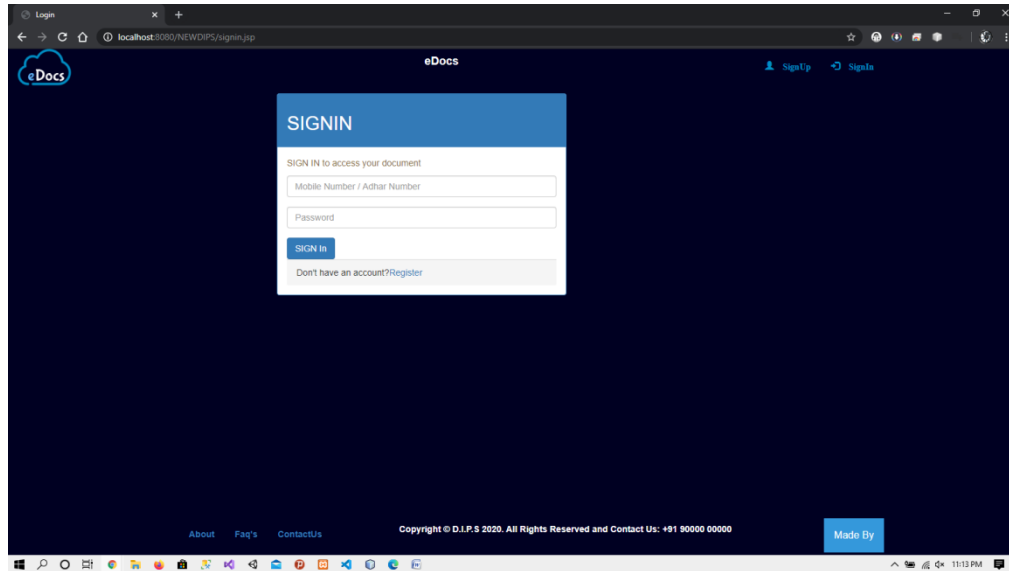 Login
localhost:8080/NEWDIPS/signin.jsp
eDocs
eDocs
SignUp SignIn
SIGNIN
SIGN IN to access your document
Mobile Number / Adhar Number
Password
SIGN In
Don't have an account?Register
About Faq's ContactUs
Copyright © D.I.P.S 2020. All Rights Reserved and Contact Us: +91 90000 00000
Made By
11:13 PM